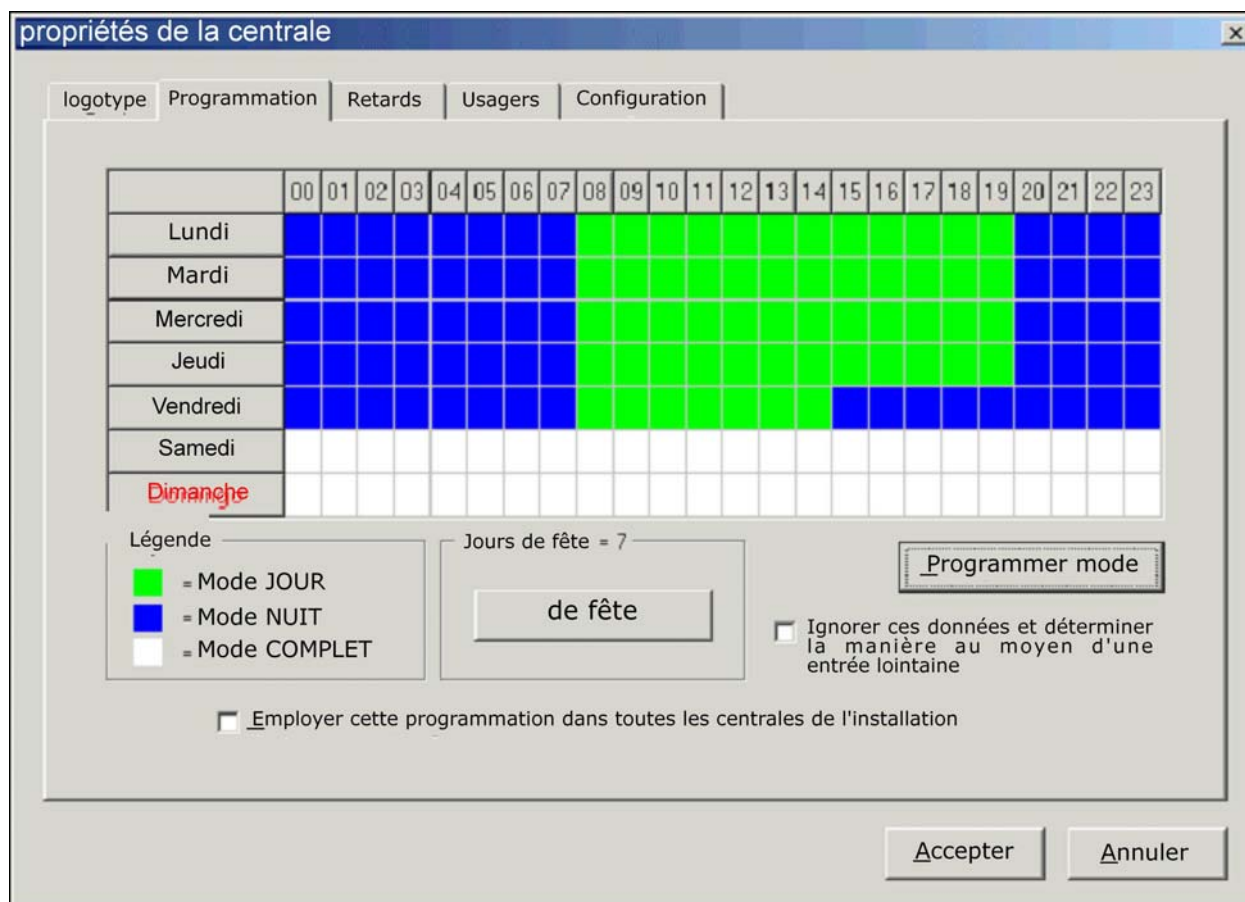 propriétés de la centrale
logotype Programmation Retards Usagers Configuration
00 01 02 03 04 05 06 07 08 09 10 11 12 13 14 15 16 17 18 19 20 21 22 23
Lundi
Mardi
Mercredi
Jeudi
Vendredi
Samedi
Dimanche
Légende
= Mode JOUR
= Mode NUIT
= Mode COMPLET
Jours de fête = 7
de fête
Programmer mode
Ignorer ces données et déterminer
la manière au moyen d'une
entrée lointaine
Employer cette programmation dans toutes les centrales de l'installation
Accepter Annuler